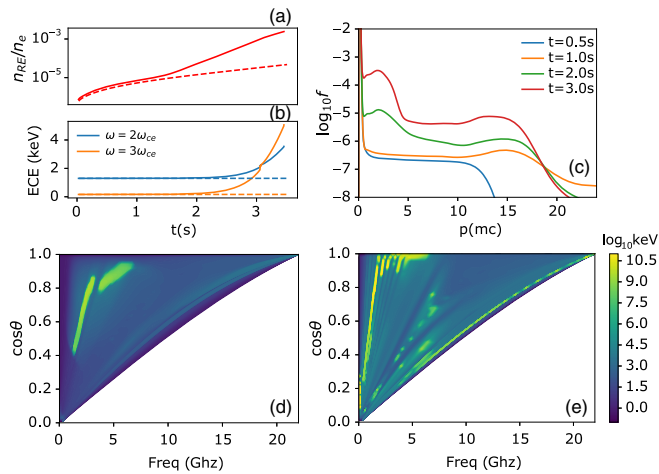 (a)
n_RE/n_e
10^−3
10^−5
(b)
ECE (keV)
4
2
0
ω = 2ω_ce
ω = 3ω_ce
0 1 2 3
t(s)
log₁₀f
−2
−3
−4
−5
−6
−7
−8
t=0.5s
t=1.0s
t=2.0s
t=3.0s
(c)
0 5 10 15 20
p(mc)
cosθ
1.0
0.8
0.6
0.4
0.2
0.0
(d)
0 5 10 15 20
Freq (Ghz)
cosθ
1.0
0.8
0.6
0.4
0.2
0.0
(e)
0 5 10 15 20
Freq (Ghz)
log₁₀keV
10.5
9.0
7.5
6.0
4.5
3.0
1.5
0.0